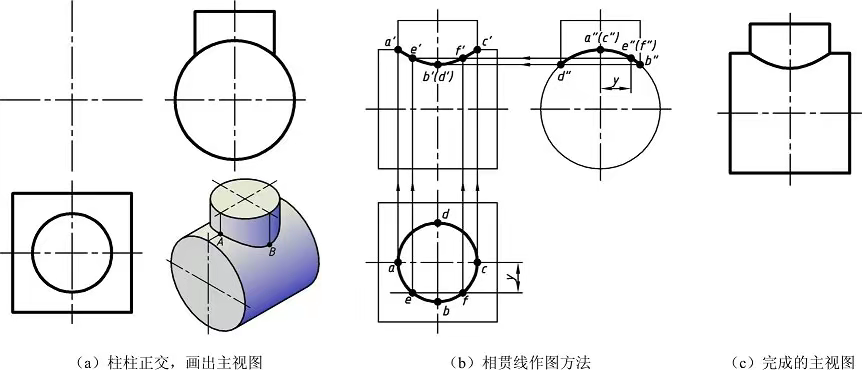 A
B
a' e' f' c'
b'(d')
a"(c")
e"(f")
b"
d"
y
d
a c
e b f
y
(a) 柱柱正交，画出主视图
(b) 相贯线作图方法
(c) 完成的主视图